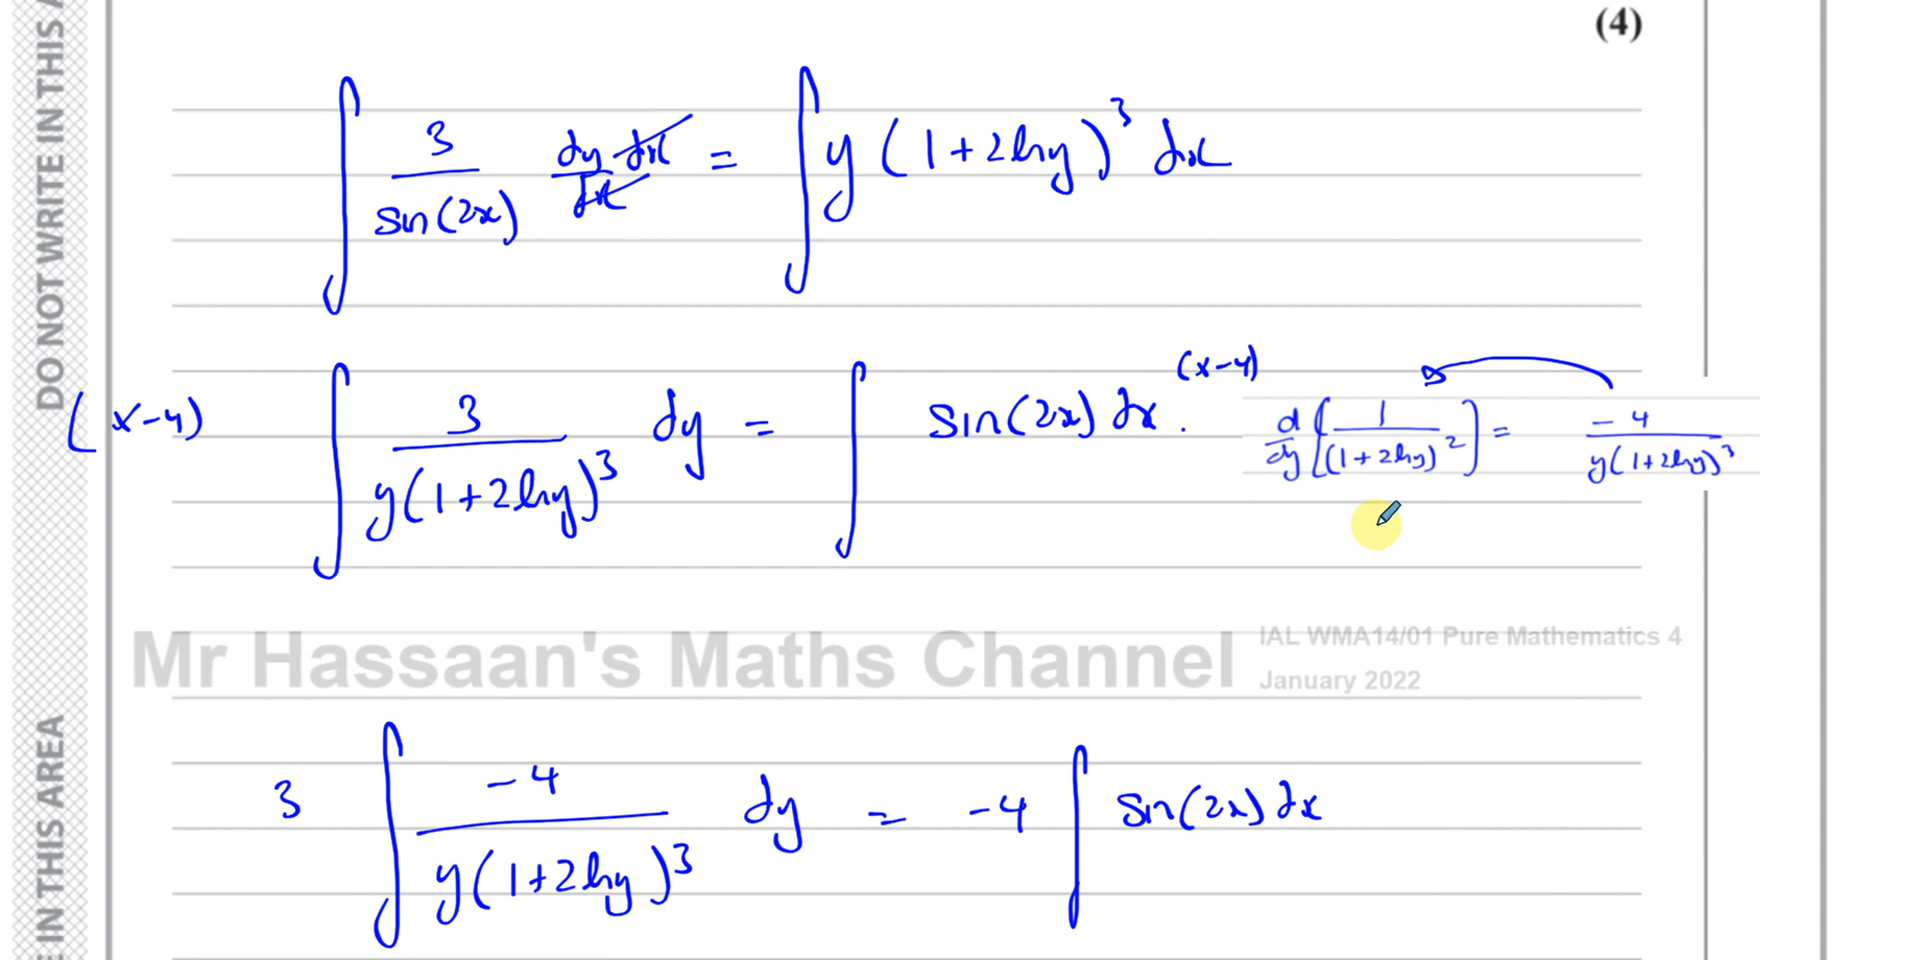 (4)
DO NOT WRITE IN THIS A
∫ 3/sin(2x) dy/dx dx = ∫ y(1+2lny)³ dx
(x-4) ∫ 3/y(1+2lny)³ dy = ∫ sin(2x) dx. (x-4)
d/dy [1/(1+2lny)²] = -4/y(1+2lny)³
Mr Hassaan's Maths Channel
IAL WMA14/01 Pure Mathematics 4
January 2022
3 ∫ -4/y(1+2lny)³ dy = -4 ∫ sin(2x) dx
IN THIS AREA